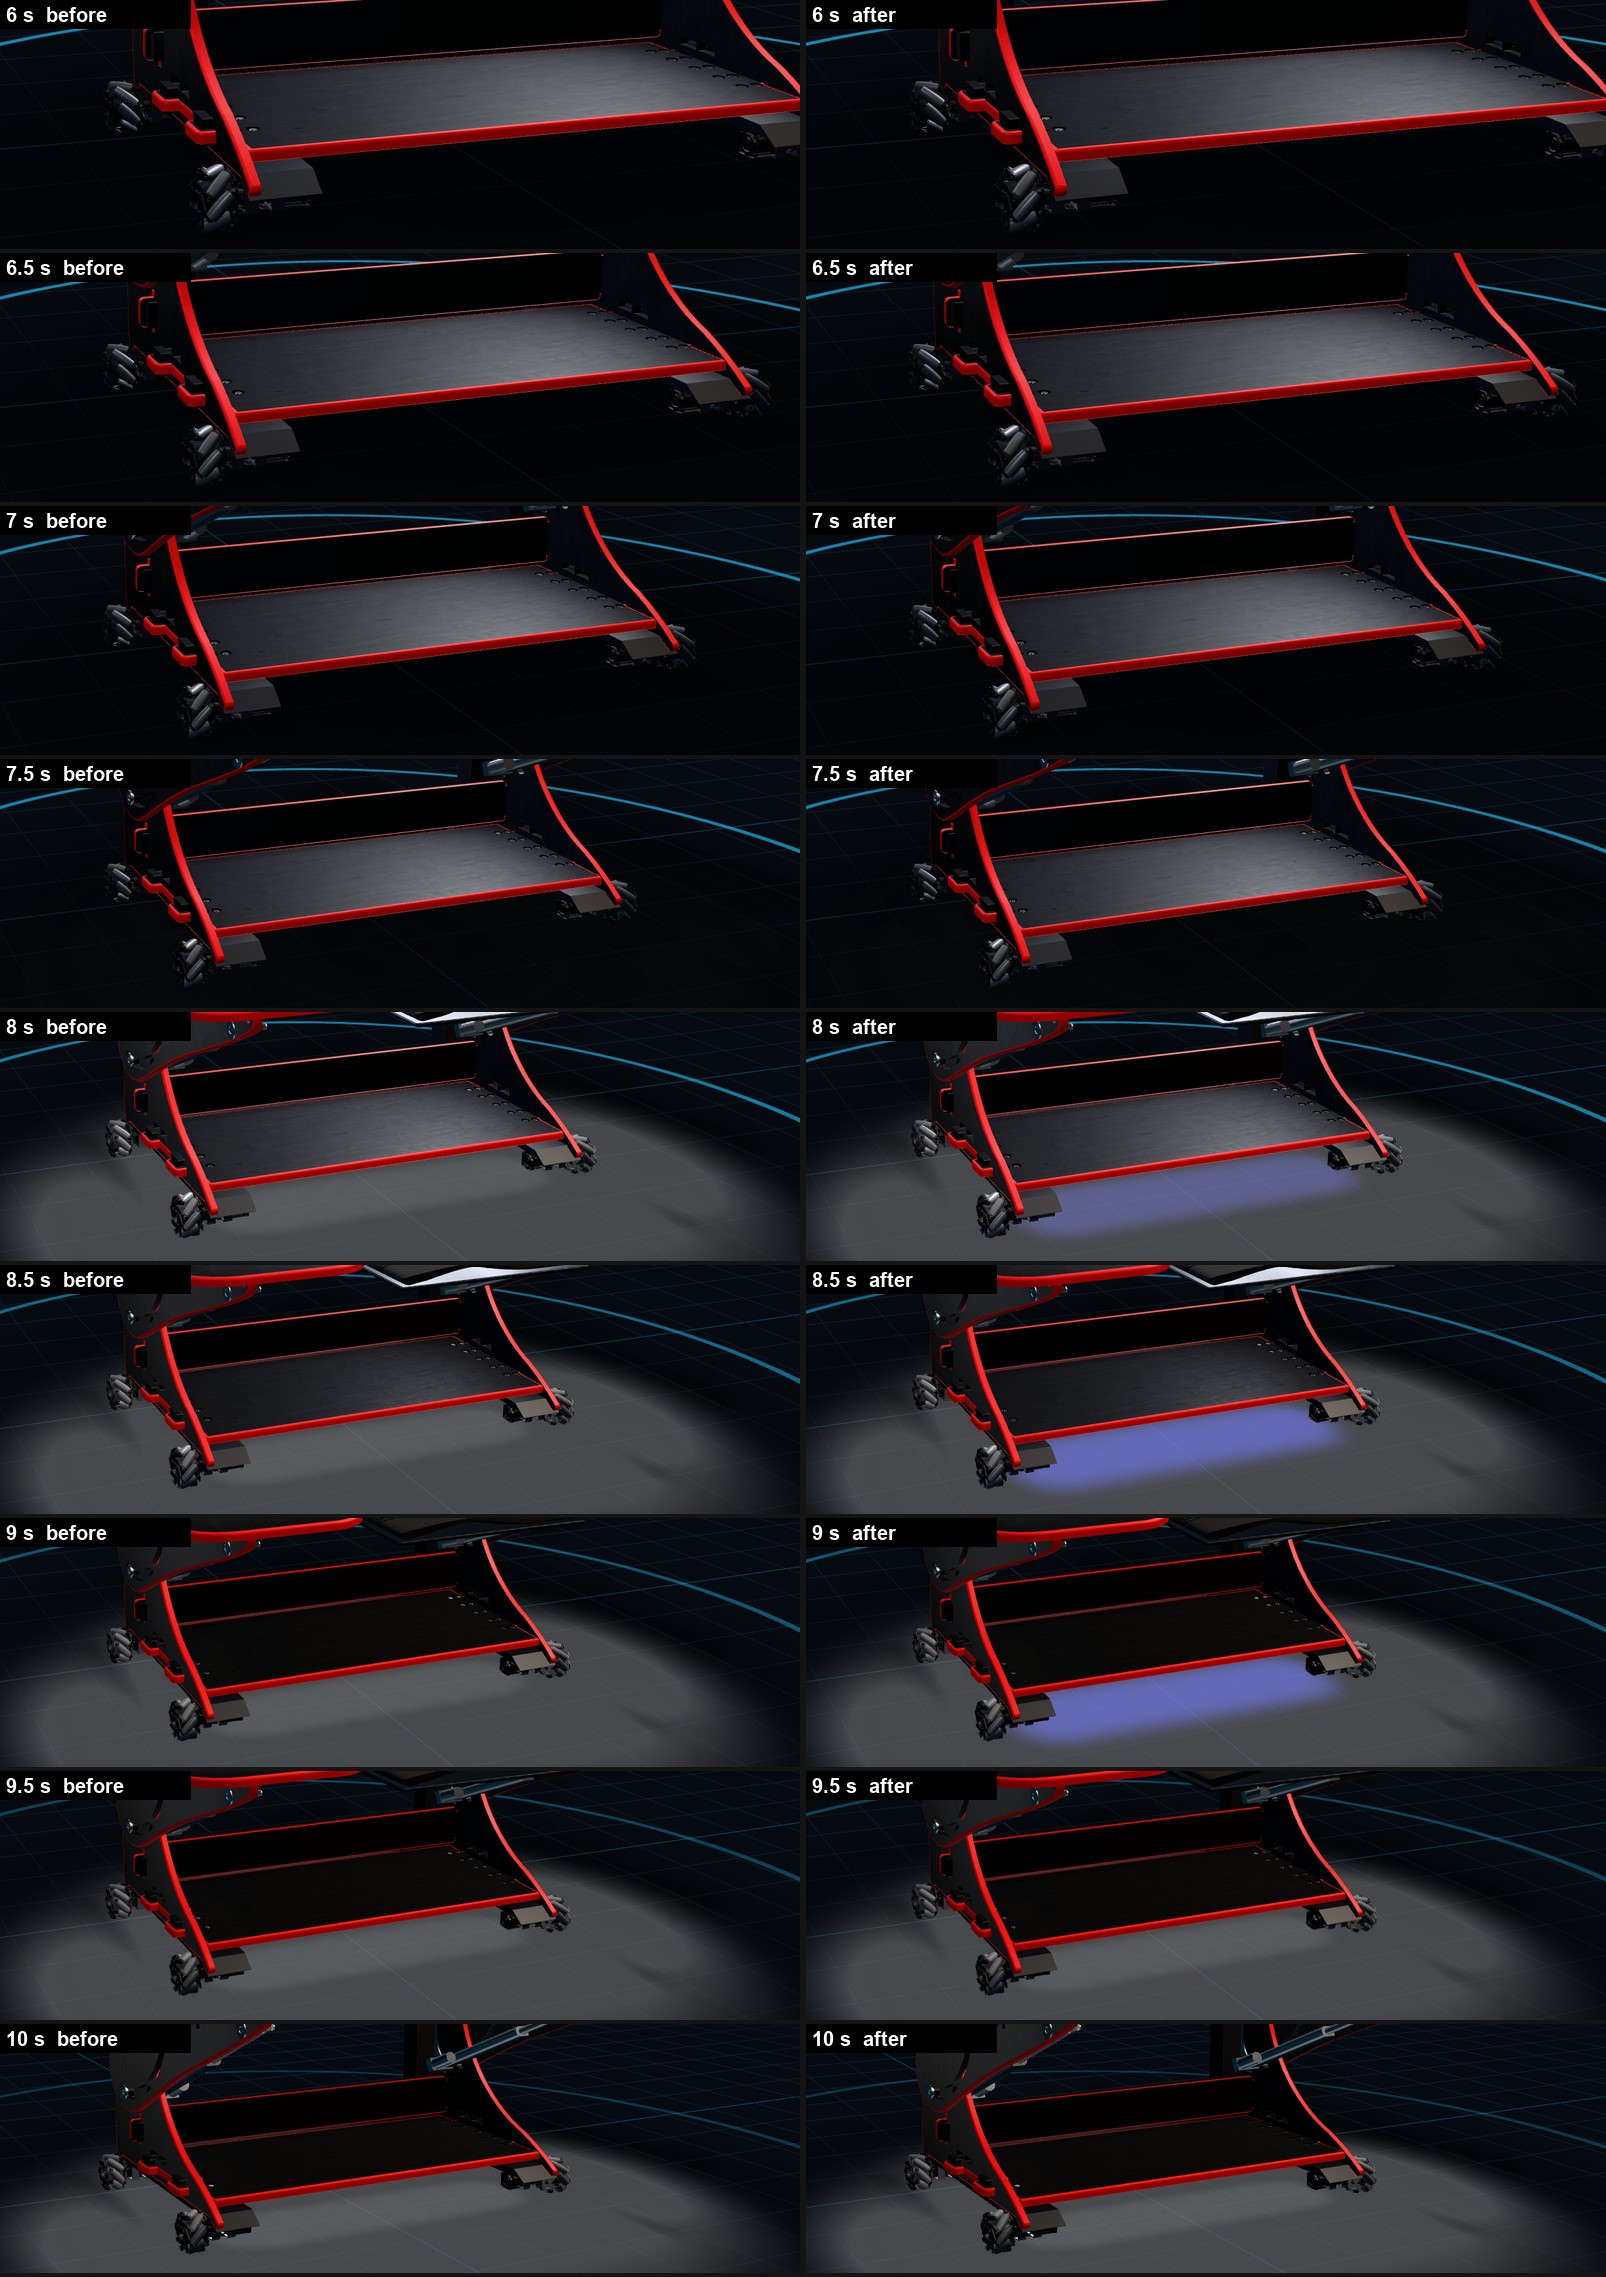 6 s before
6 s after
6.5 s before
6.5 s after
7 s before
7 s after
7.5 s before
7.5 s after
8 s before
8 s after
8.5 s before
8.5 s after
9 s before
9 s after
9.5 s before
9.5 s after
10 s before
10 s after